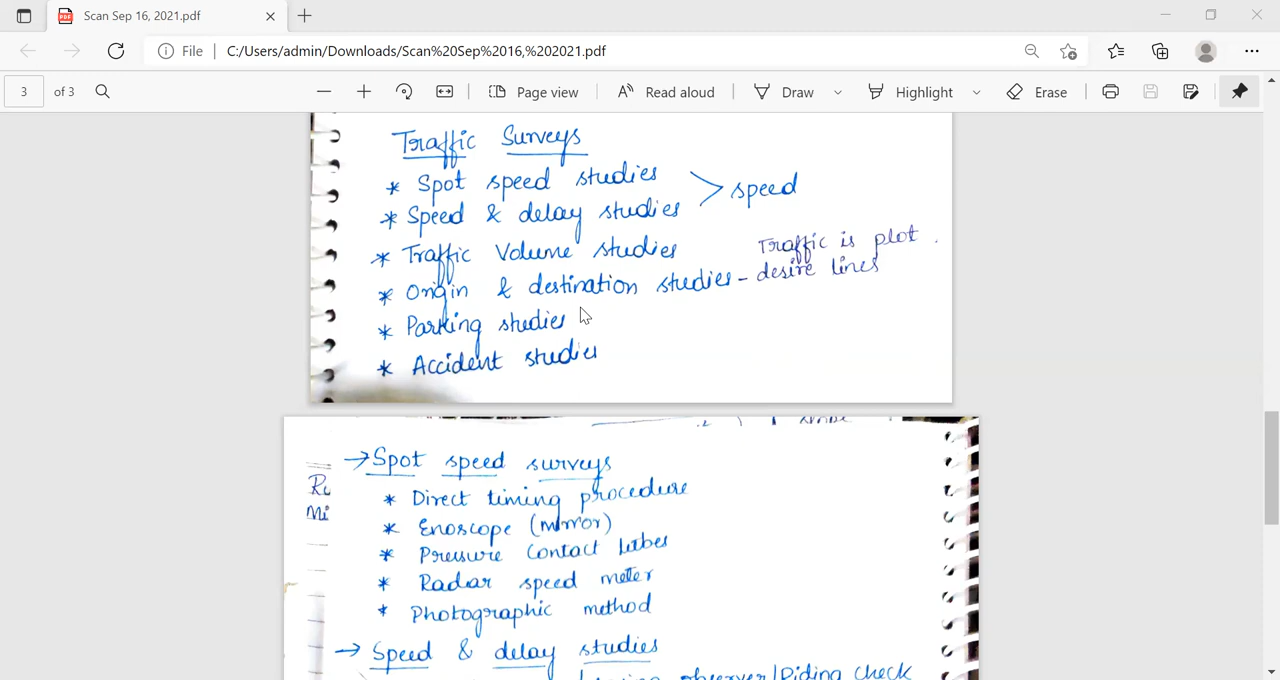 Scan Sep 16, 2021.pdf
File
C:/Users/admin/Downloads/Scan%20Sep%2016,%202021.pdf
3 of 3
Page view
Read aloud
Draw
Highlight
Erase
Traffic Surveys
* Spot speed studies
* Speed & delay studies > speed
* Traffic Volume studies
* Origin & destination studies - Traffic is plot.
desire lines
* Parking studies
* Accident studies
→ Spot speed surveys
* Direct timing procedure
* Enoscope (mirror)
* Pressure Contact tubes
* Radar speed meter
* Photographic method
→ Speed & delay studies
observer/Riding check